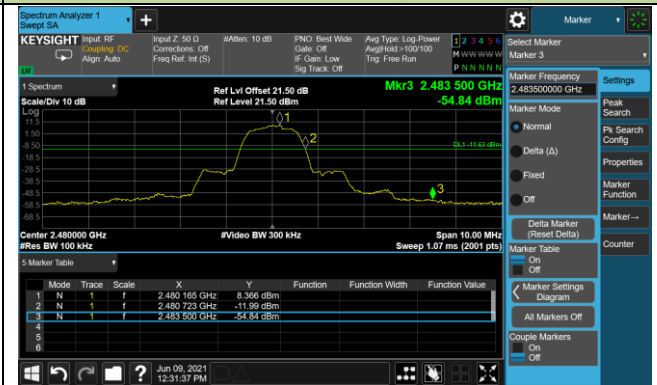 Spectrum Analyzer 1
Swept SA
Marker
KEYSIGHT
Input: RF
Coupling: DC
Align: Auto
Input Z: 50 Ω
Corrections: Off
Freq Ref: Int (S)
#Atten: 10 dB
PNO: Best Wide
Gate: Off
IF Gain: Low
Sig Track: Off
Avg Type: Log-Power
Avg|Hold:>100/100
Trig: Free Run
1 2 3 4 5 6
M W W W W W
P N N N N N
1 Spectrum
Scale/Div 10 dB
Log
Ref Lvl Offset 21.50 dB
Ref Level 21.50 dBm
Mkr3 2.483 500 GHz
-54.84 dBm
11.5
1.50
-8.50
-18.5
-28.5
-38.5
-48.5
-58.5
-68.5
1
2
3
Center 2.480000 GHz
#Res BW 100 kHz
#Video BW 300 kHz
Span 10.00 MHz
Sweep 1.07 ms (2001 pts)
5 Marker Table
Mode Trace Scale X Y Function Function Width Function Value
1 N 1 f 2.480 165 GHz 8.366 dBm
2 N 1 f 2.480 723 GHz -11.99 dBm
3 N 1 f 2.483 500 GHz -54.84 dBm
4
5
6
Jun 09, 2021
12:31:37 PM
Select Marker
Marker 3
Marker Frequency
2.483500000 GHz
Marker Mode
Normal
Delta (Δ)
Fixed
Off
Delta Marker
(Reset Delta)
Marker Table
On
Off
Marker Settings
Diagram
All Markers Off
Couple Markers
On
Off
Settings
Peak
Search
Pk Search
Config
Properties
Marker
Function
Marker→
Counter